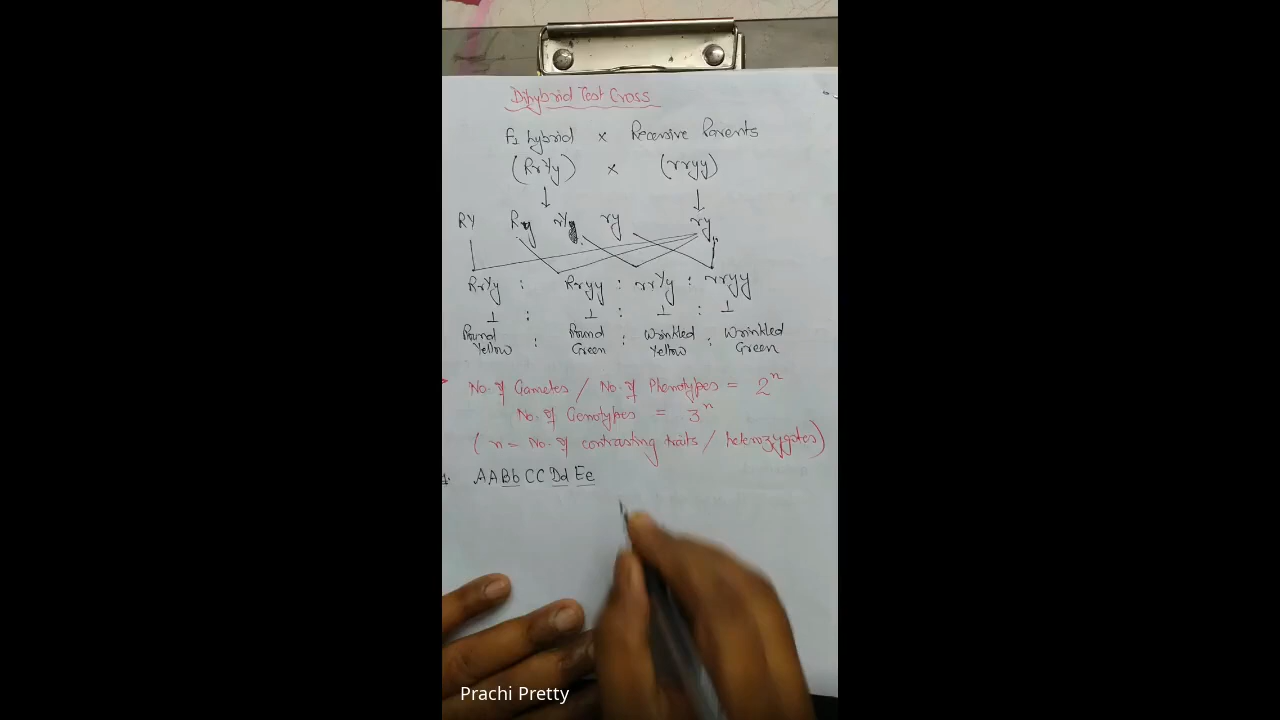 Dihybrid Test Cross
F1 hybrid × Recessive Parents
(RrYy) × (rryy)
RY Ry rY ry ry
RrYy : Rryy : rrYy : rryy
1 : 1 : 1 : 1
Round Yellow : Round Green : Wrinkled Yellow : Wrinkled Green
No. of Gametes / No. of Phenotypes = 2ⁿ
No. of Genotypes = 3ⁿ
(n = No. of contrasting traits / heterozygotes)
AABbCCDdEe
Prachi Pretty